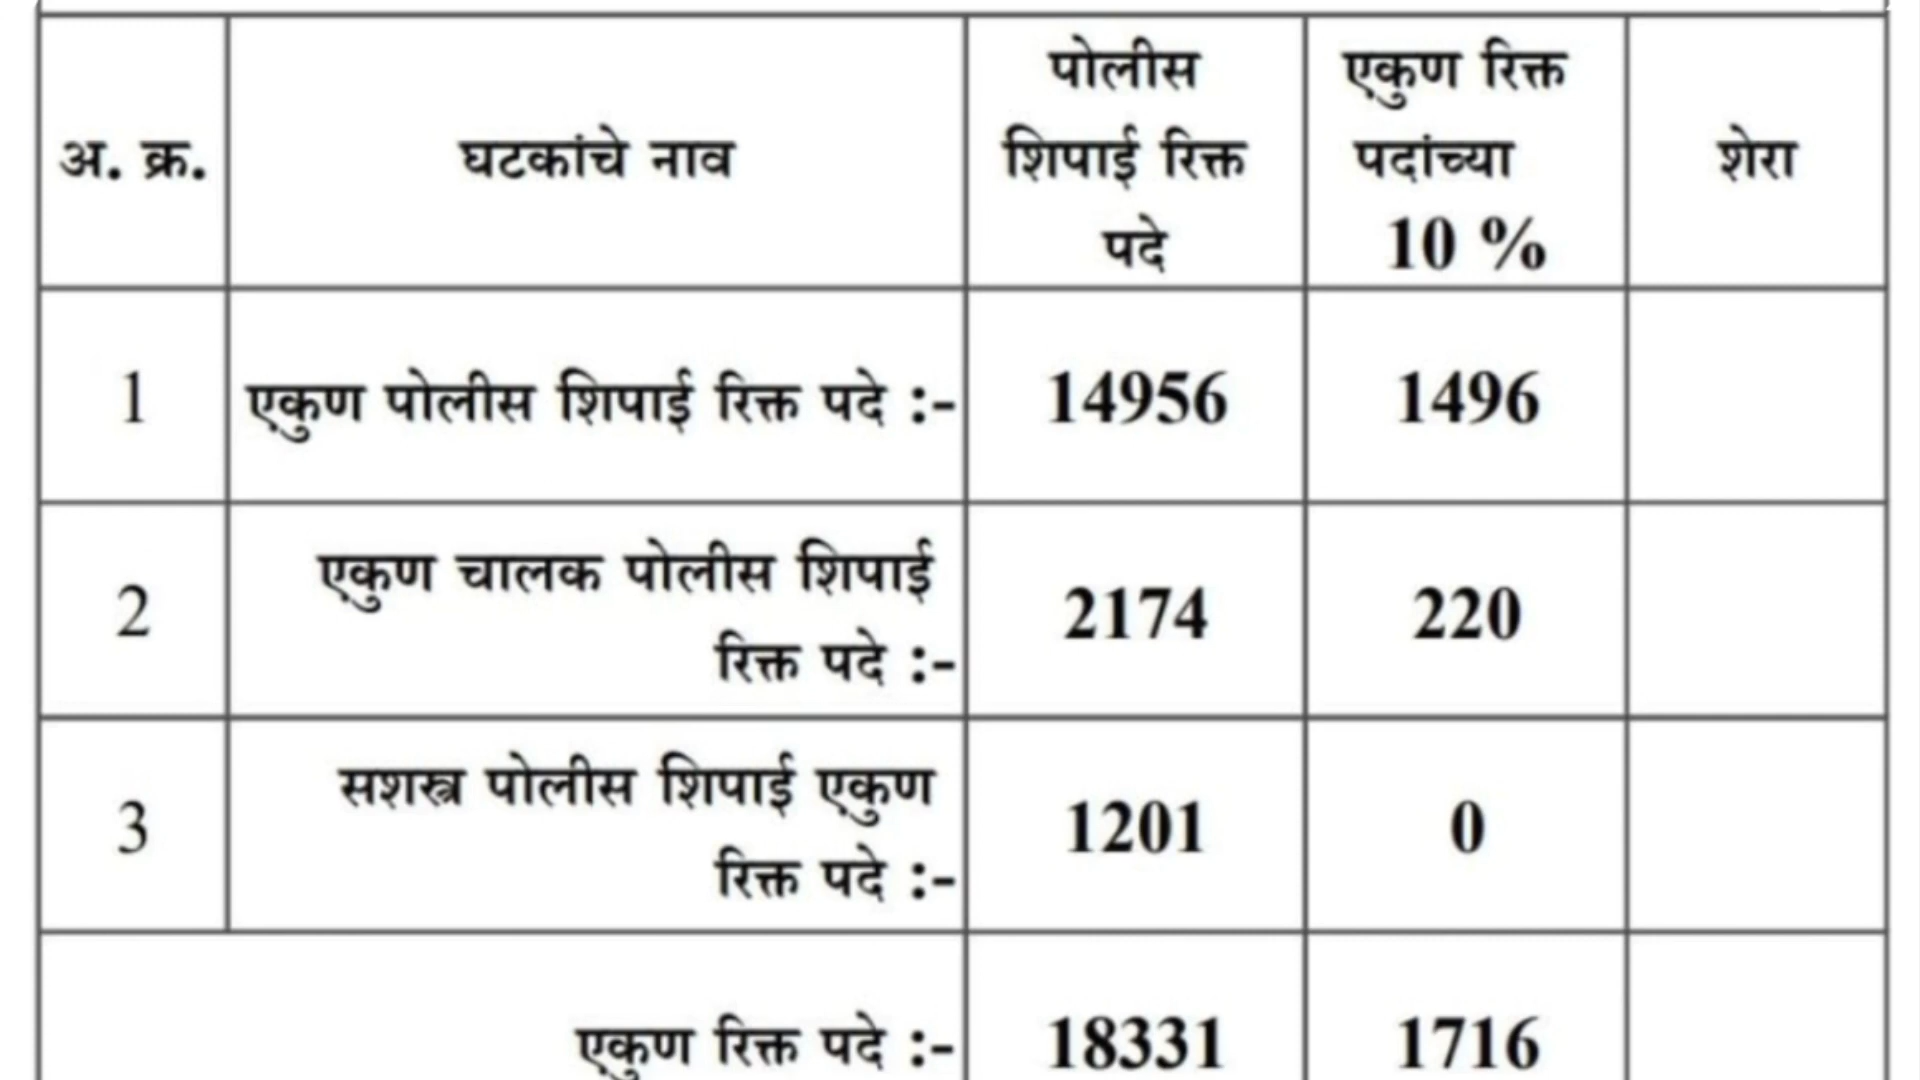 अ. क्र.
घटकांचे नाव
पोलीस
शिपाई रिक्त
पदे
एकुण रिक्त
पदांच्या
10 %
शेरा
1
एकुण पोलीस शिपाई रिक्त पदे :-
14956
1496
2
एकुण चालक पोलीस शिपाई
रिक्त पदे :-
2174
220
3
सशस्त्र पोलीस शिपाई एकुण
रिक्त पदे :-
1201
0
एकुण रिक्त पदे :-
18331
1716